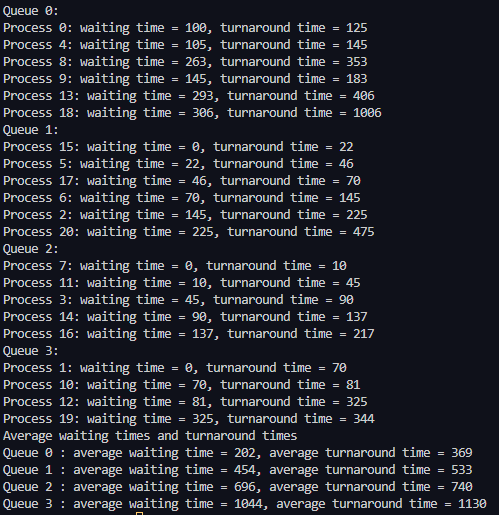 Queue 0:
Process 0: waiting time = 100, turnaround time = 125
Process 4: waiting time = 105, turnaround time = 145
Process 8: waiting time = 263, turnaround time = 353
Process 9: waiting time = 145, turnaround time = 183
Process 13: waiting time = 293, turnaround time = 406
Process 18: waiting time = 306, turnaround time = 1006
Queue 1:
Process 15: waiting time = 0, turnaround time = 22
Process 5: waiting time = 22, turnaround time = 46
Process 17: waiting time = 46, turnaround time = 70
Process 6: waiting time = 70, turnaround time = 145
Process 2: waiting time = 145, turnaround time = 225
Process 20: waiting time = 225, turnaround time = 475
Queue 2:
Process 7: waiting time = 0, turnaround time = 10
Process 11: waiting time = 10, turnaround time = 45
Process 3: waiting time = 45, turnaround time = 90
Process 14: waiting time = 90, turnaround time = 137
Process 16: waiting time = 137, turnaround time = 217
Queue 3:
Process 1: waiting time = 0, turnaround time = 70
Process 10: waiting time = 70, turnaround time = 81
Process 12: waiting time = 81, turnaround time = 325
Process 19: waiting time = 325, turnaround time = 344
Average waiting times and turnaround times
Queue 0 : average waiting time = 202, average turnaround time = 369
Queue 1 : average waiting time = 454, average turnaround time = 533
Queue 2 : average waiting time = 696, average turnaround time = 740
Queue 3 : average waiting time = 1044, average turnaround time = 1130